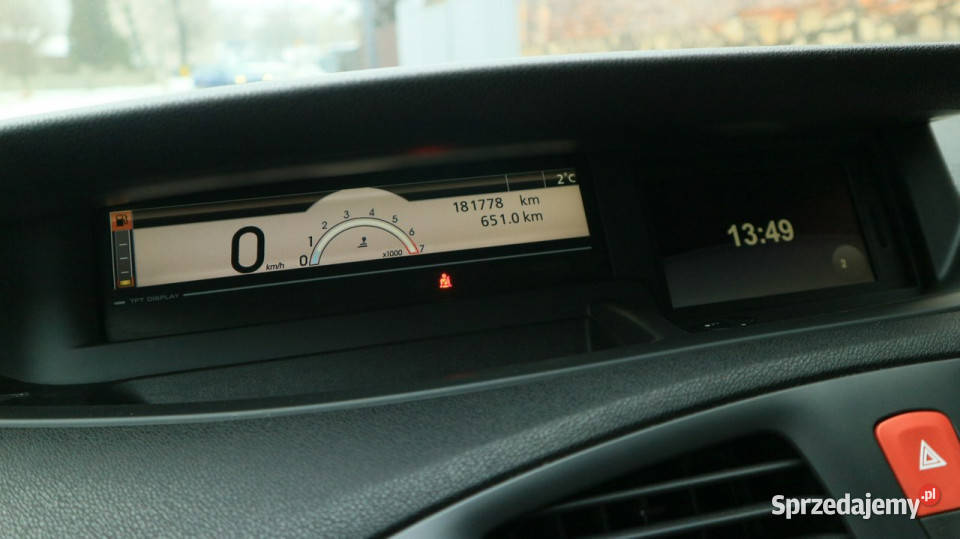 2°C
181778 km
651.0 km
0 km/h
0 1 2 3 4 5 6 7
x1000
TFT DISPLAY
13:49
2
Sprzedajemy.pl